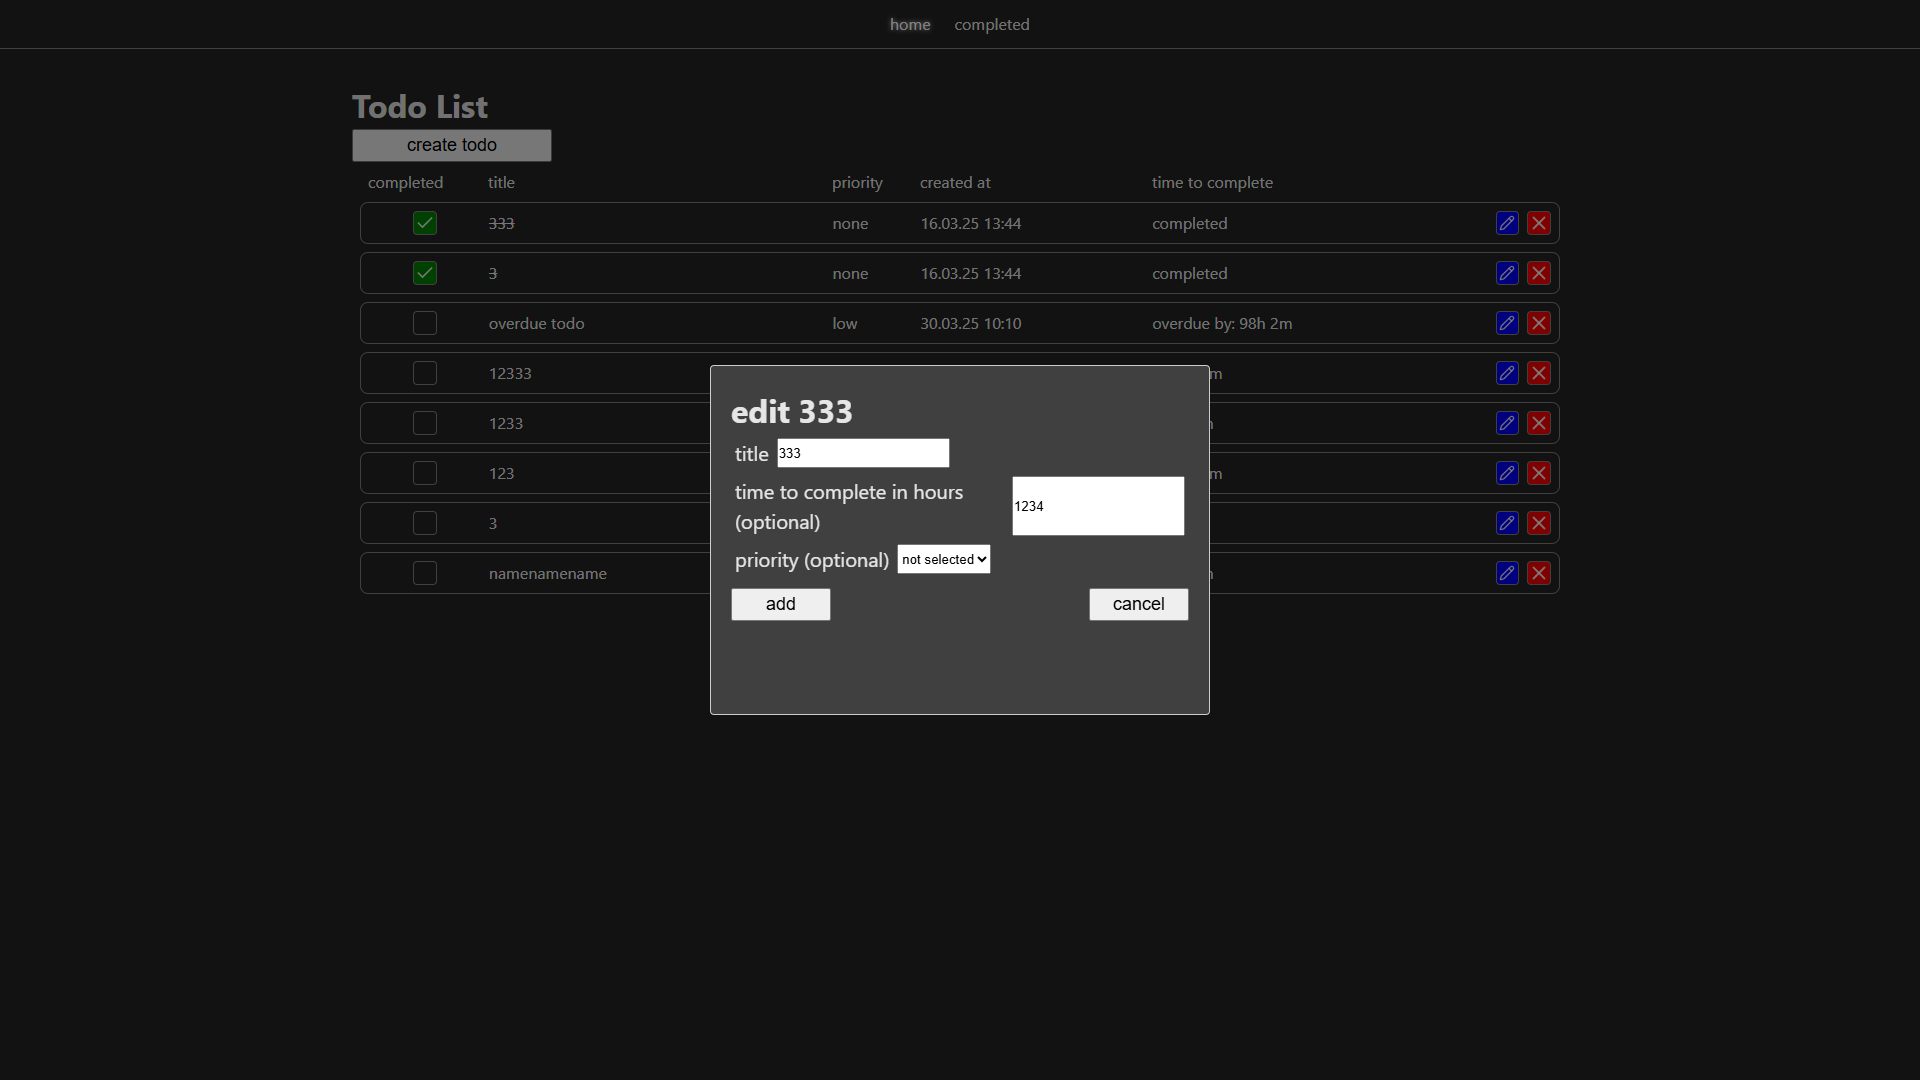 home completed
Todo List
create todo
completed title priority created at time to complete
333 none 16.03.25 13:44 completed
3 none 16.03.25 13:44 completed
overdue todo low 30.03.25 10:10 overdue by: 98h 2m
12333 m
1233
123 m
3
namenamename
edit 333
title 333
time to complete in hours
(optional)
1234
priority (optional) not selected
add cancel